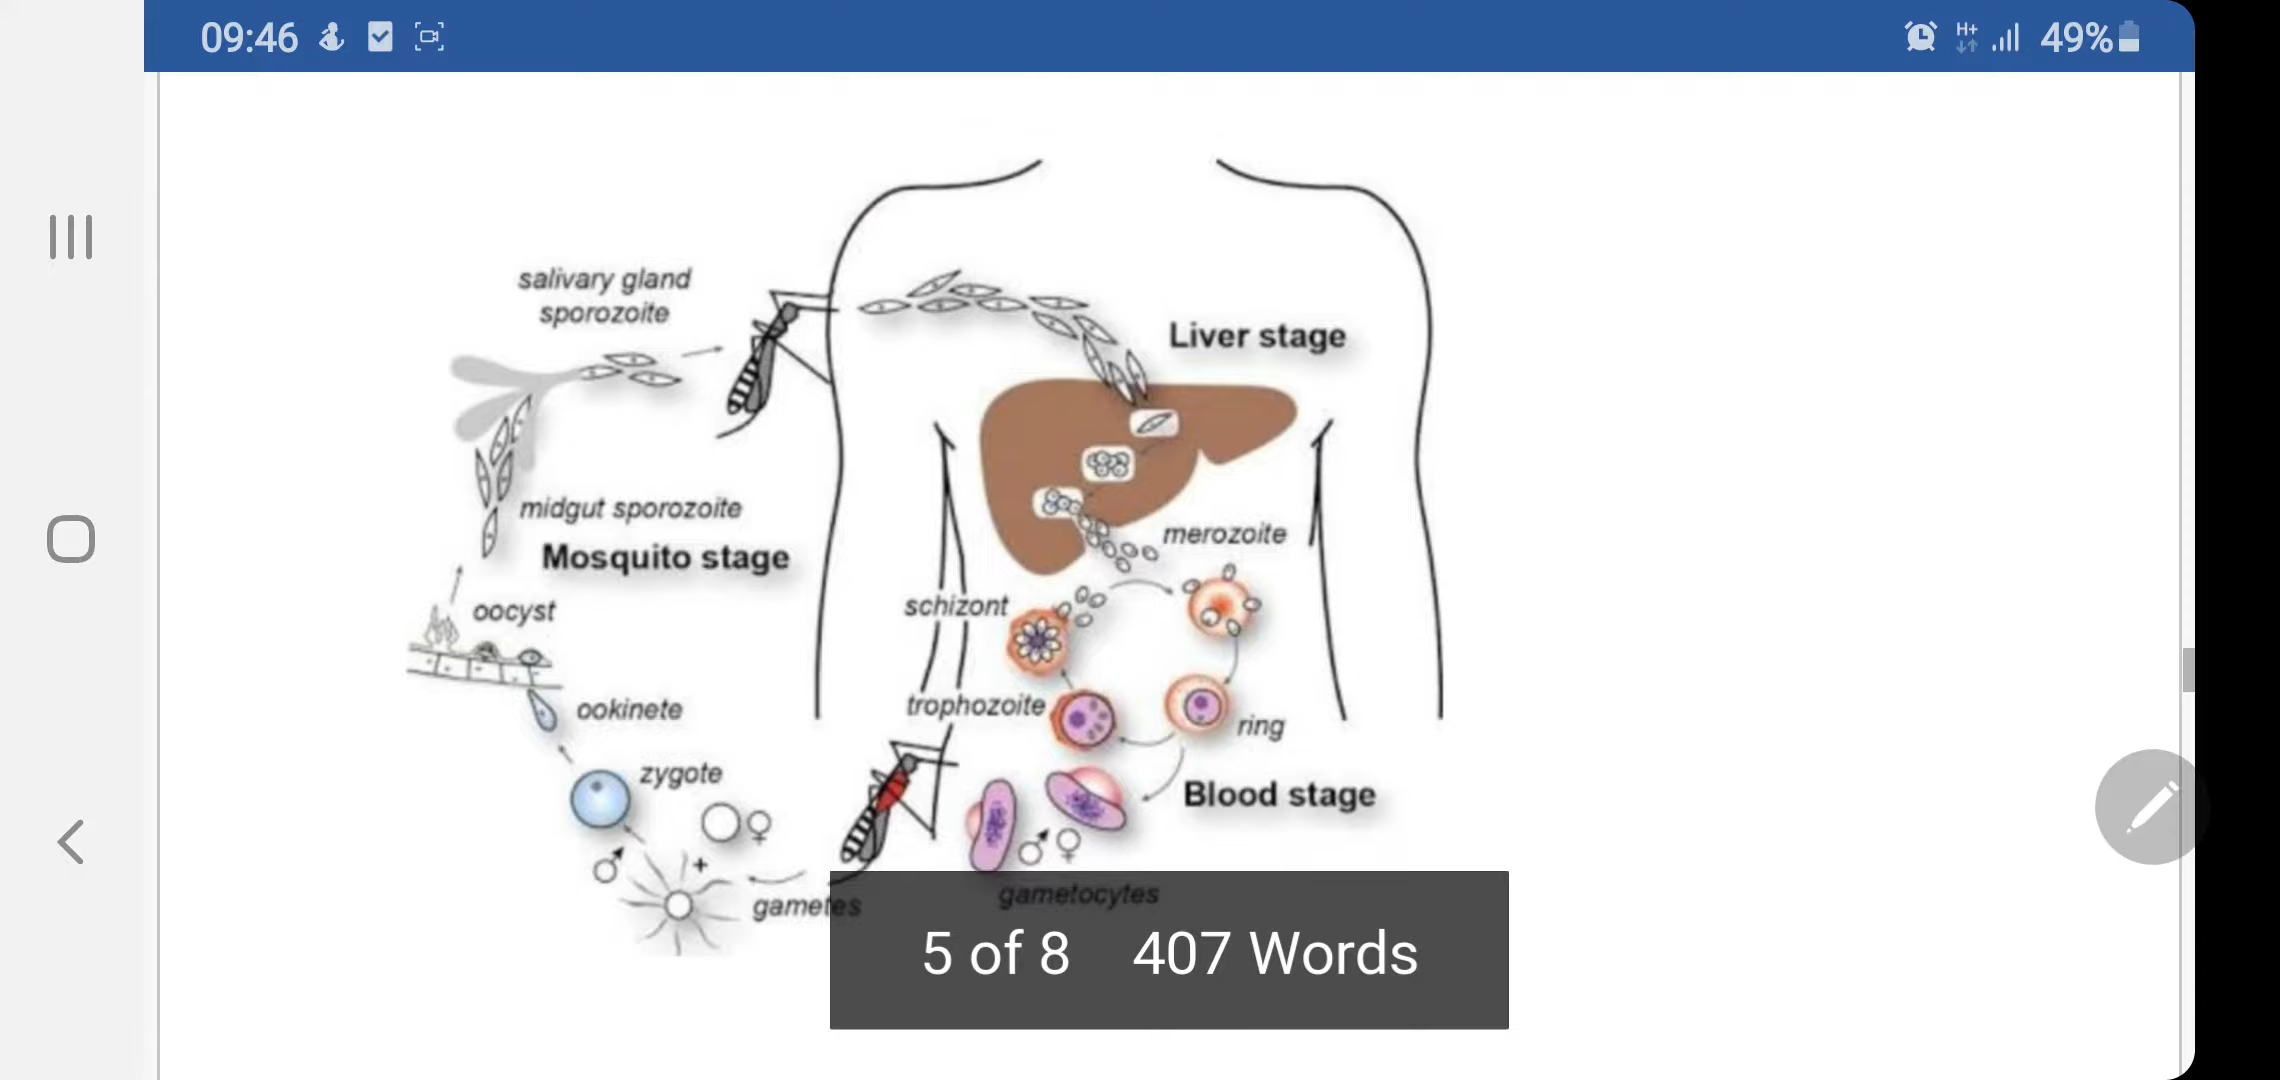 09:46
H+
49%
salivary gland
sporozoite
Liver stage
midgut sporozoite
Mosquito stage
merozoite
oocyst
schizont
ookinete
trophozoite
ring
zygote
Blood stage
gametes
gametocytes
5 of 8 407 Words